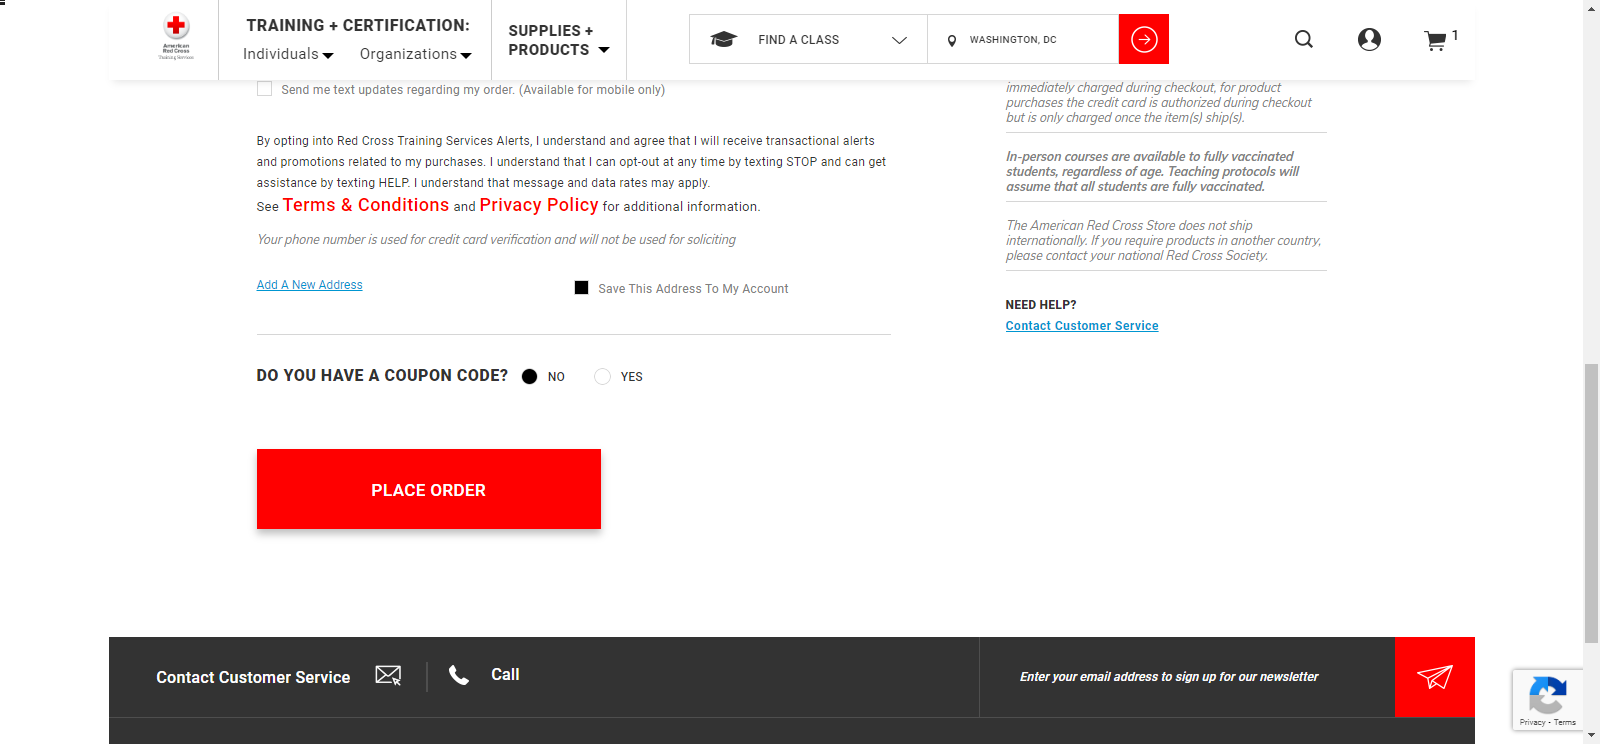 American
Red Cross
Training Services
TRAINING + CERTIFICATION:
Individuals
Organizations
SUPPLIES +
PRODUCTS
FIND A CLASS
WASHINGTON, DC
1
Send me text updates regarding my order. (Available for mobile only)
By opting into Red Cross Training Services Alerts, I understand and agree that I will receive transactional alerts
and promotions related to my purchases. I understand that I can opt-out at any time by texting STOP and can get
assistance by texting HELP. I understand that message and data rates may apply.
See Terms & Conditions and Privacy Policy for additional information.
Your phone number is used for credit card verification and will not be used for soliciting
Add A New Address
Save This Address To My Account
DO YOU HAVE A COUPON CODE?
NO
YES
PLACE ORDER
immediately charged during checkout, for product
purchases the credit card is authorized during checkout
but is only charged once the item(s) ship(s).
In-person courses are available to fully vaccinated
students, regardless of age. Teaching protocols will
assume that all students are fully vaccinated.
The American Red Cross Store does not ship
internationally. If you require products in another country,
please contact your national Red Cross Society.
NEED HELP?
Contact Customer Service
Contact Customer Service
Call
Enter your email address to sign up for our newsletter
Privacy - Terms